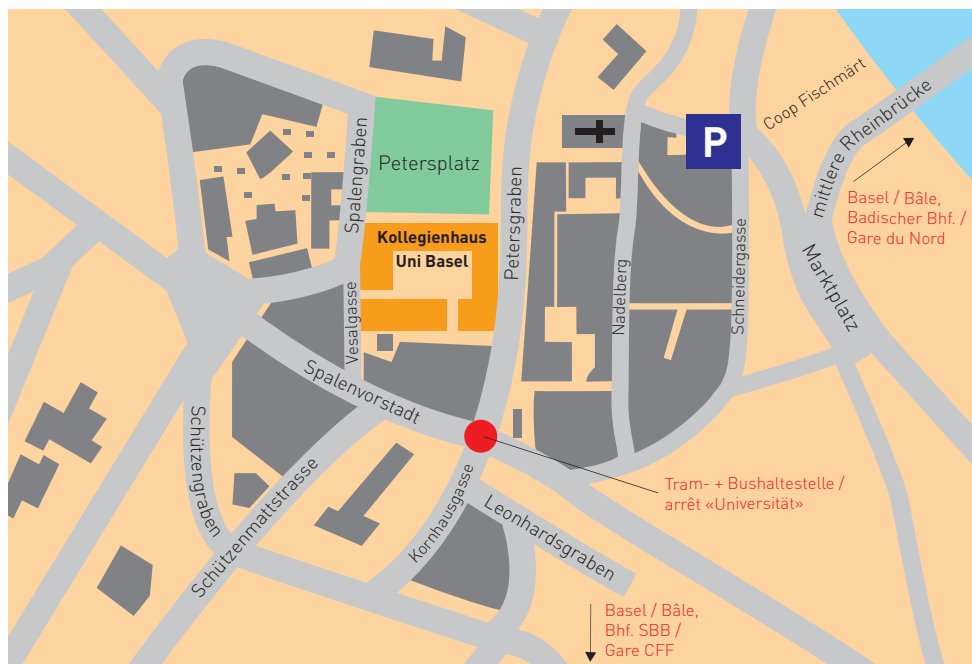 Coop Fischmärt
mittlere Rheinbrücke
P
Spalengraben
Petersplatz
Petersgraben
Basel / Bâle,
Badischer Bhf. /
Gare du Nord
Kollegienhaus
Uni Basel
Marktplatz
Schneidergasse
Nadelberg
Vesalgasse
Spalenvorstadt
Schützengraben
Schützenmattstrasse
Kornhausgasse
Leonhardsgraben
Tram- + Bushaltestelle /
arrêt «Universität»
Basel / Bâle,
Bhf. SBB /
Gare CFF